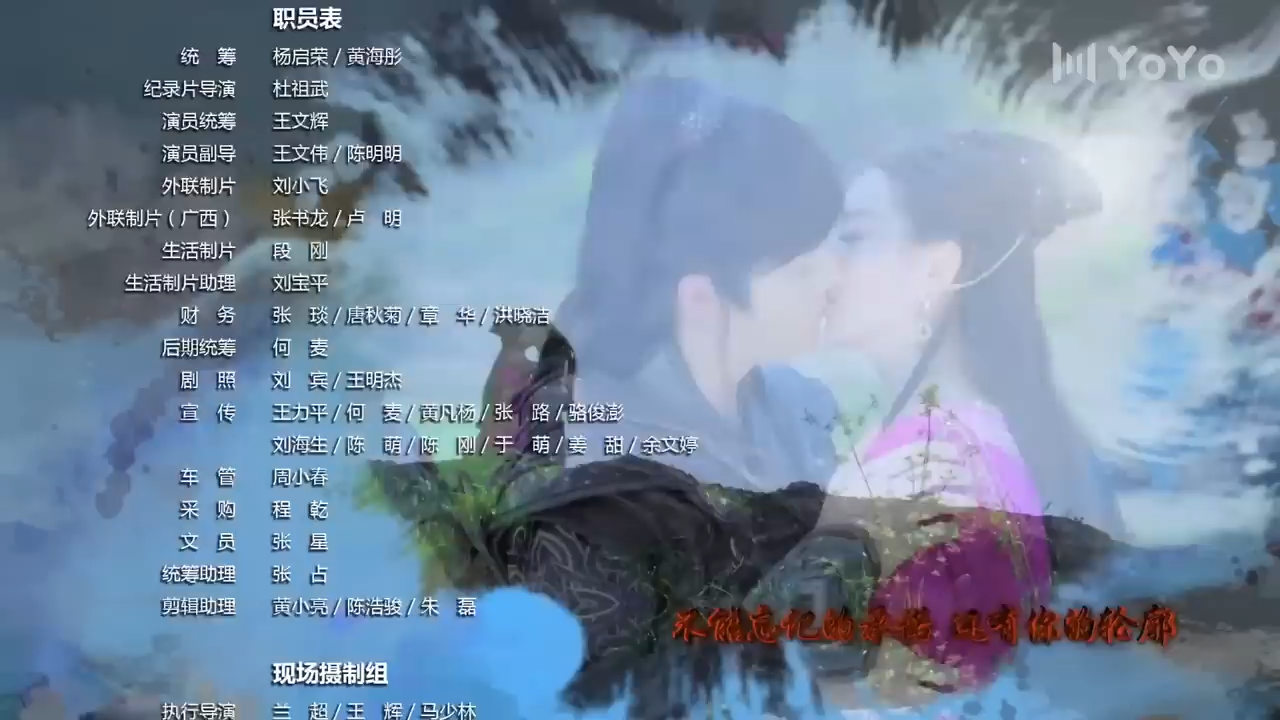 职员表
YoYo
统 筹 杨启荣/黄海彤
纪录片导演 杜祖武
演员统筹 王文辉
演员副导 王文伟/陈明明
外联制片 刘小飞
外联制片(广西) 张书龙/卢 明
生活制片 段 刚
生活制片助理 刘宝平
财 务 张 琰/唐秋菊/章 华/洪晓洁
后期统筹 何 麦
剧 照 刘 宾/王明杰
宣 传 王力平/何 麦/黄凡杨/张 路/骆俊澎
刘海生/陈 萌/陈 刚/于 萌/姜 甜/余文婷
车 管 周小春
采 购 程 乾
文 员 张 星
统筹助理 张 占
剪辑助理 黄小亮/陈浩骏/朱 磊
不能忘记的承诺 还有你的轮廓
现场摄制组
执行导演 兰 超/王 辉/马少林